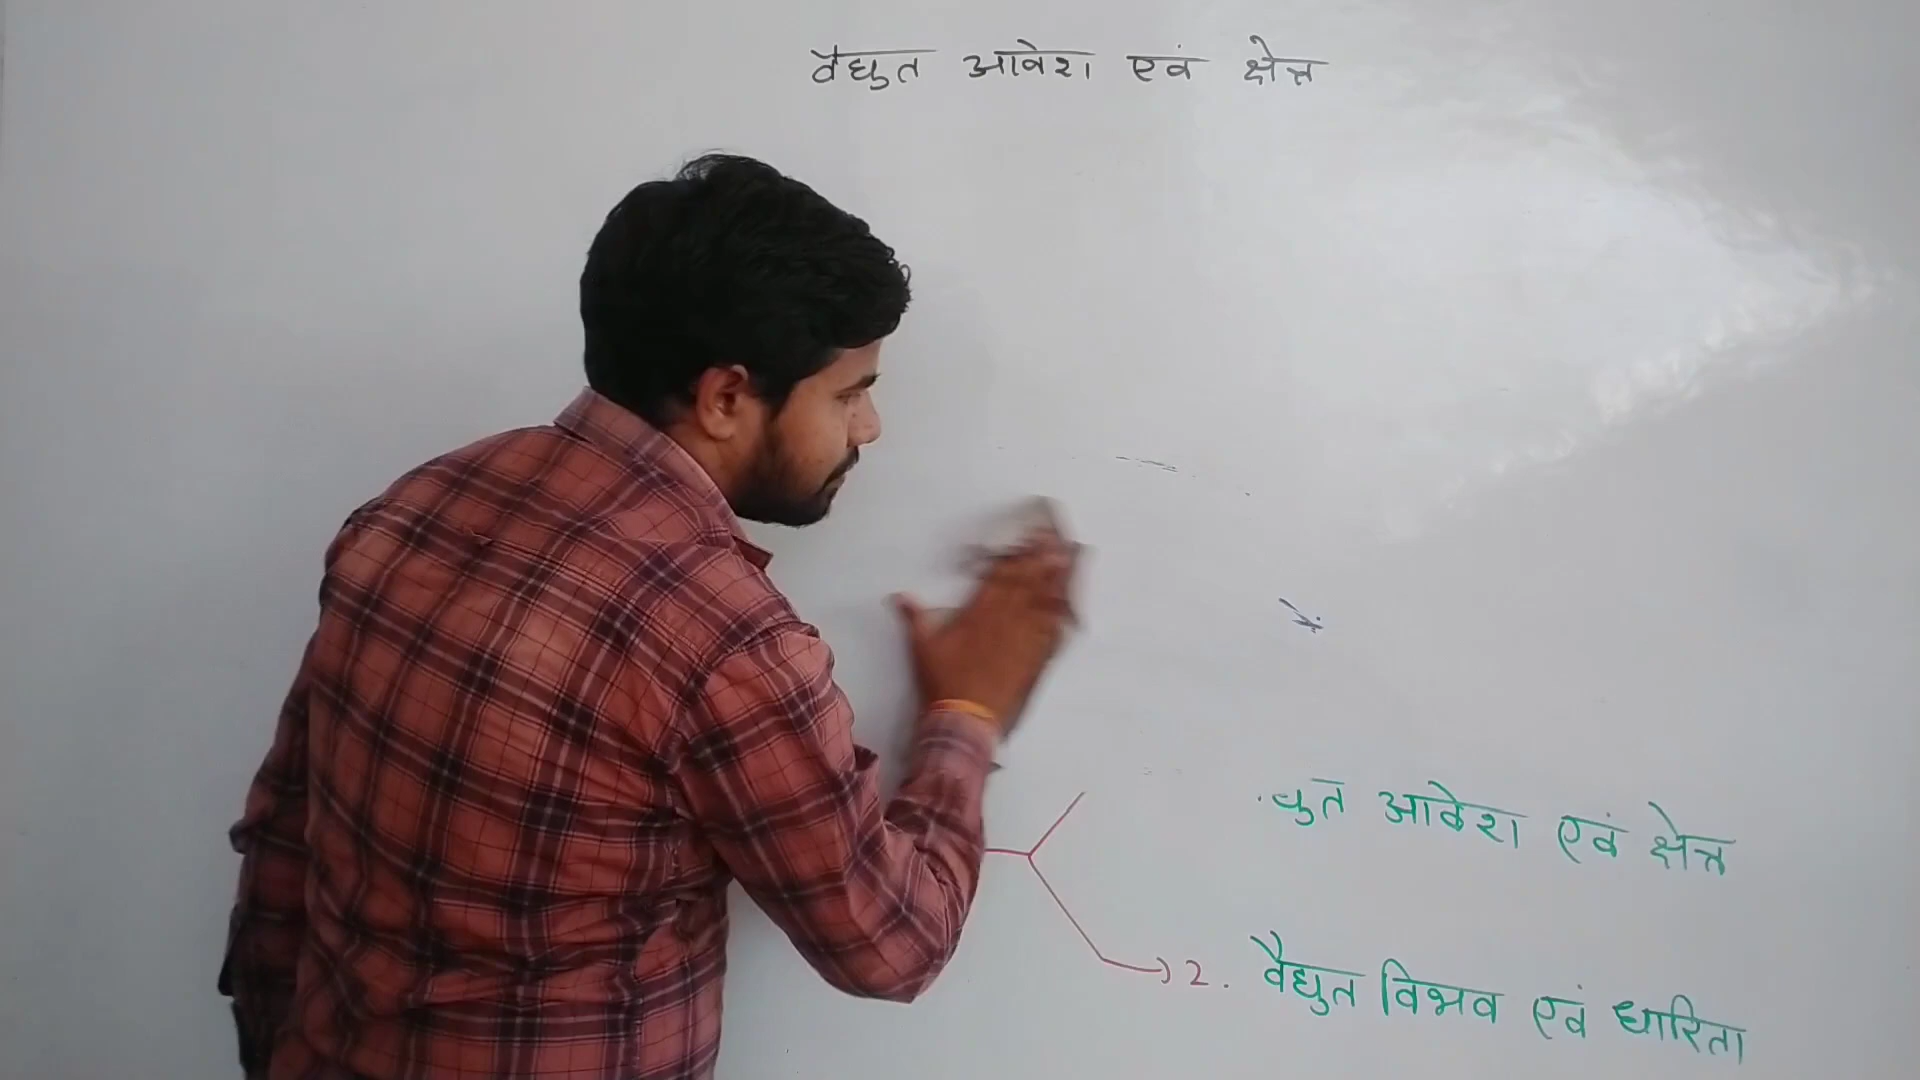 वैद्युत आवेश एवं क्षेत्र
द्युत आवेश एवं क्षेत्र
2. वैद्युत विभव एवं धारिता